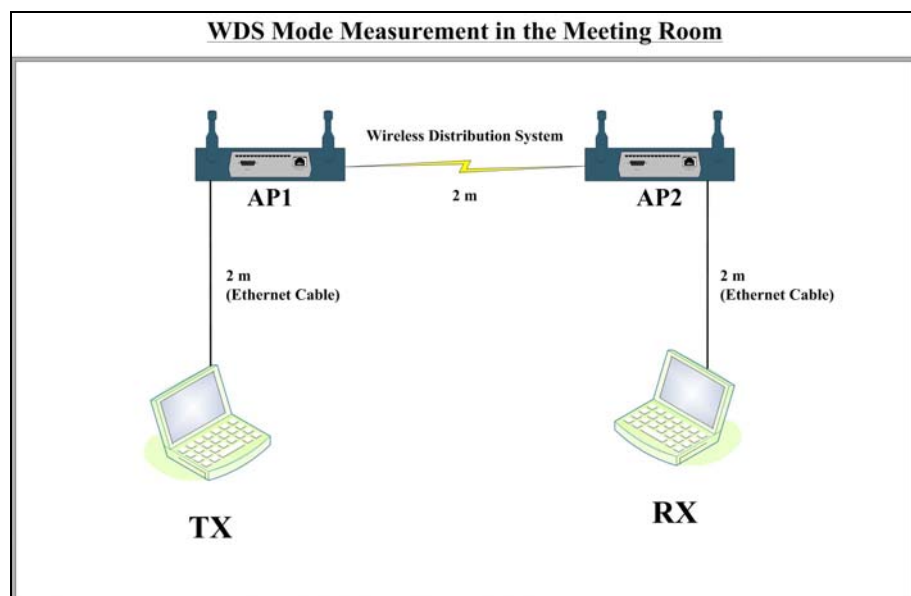 WDS Mode Measurement in the Meeting Room
Wireless Distribution System
AP1
2 m
AP2
2 m
(Ethernet Cable)
2 m
(Ethernet Cable)
TX
RX